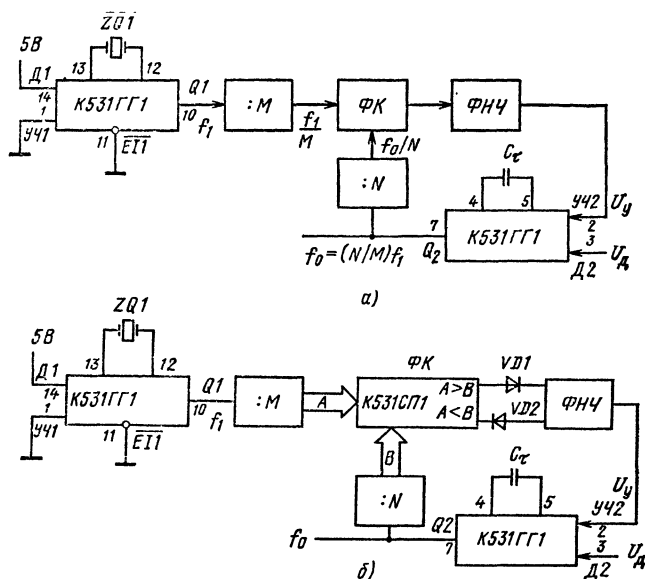 ZQ1
5В
Д1
13
12
14
К531ГГ1
Q1
10
f₁
1
УЧ1
11
EI1
:М
f₁/М
ФК
ФНЧ
f₀/N
:N
Cτ
4
5
УЧ2
Uу
7
К531ГГ1
2
3
Q2
Uд
Д2
f₀=(N/M)f₁
а)
ZQ1
5В
Д1
13
12
14
К531ГГ1
Q1
10
f₁
1
УЧ1
11
EI1
:М
А
ФК
К531СП1
А>В
А<В
VD1
VD2
ФНЧ
В
:N
Cτ
4
5
Uу
УЧ2
f₀
Q2
7
К531ГГ1
2
3
Uд
Д2
б)